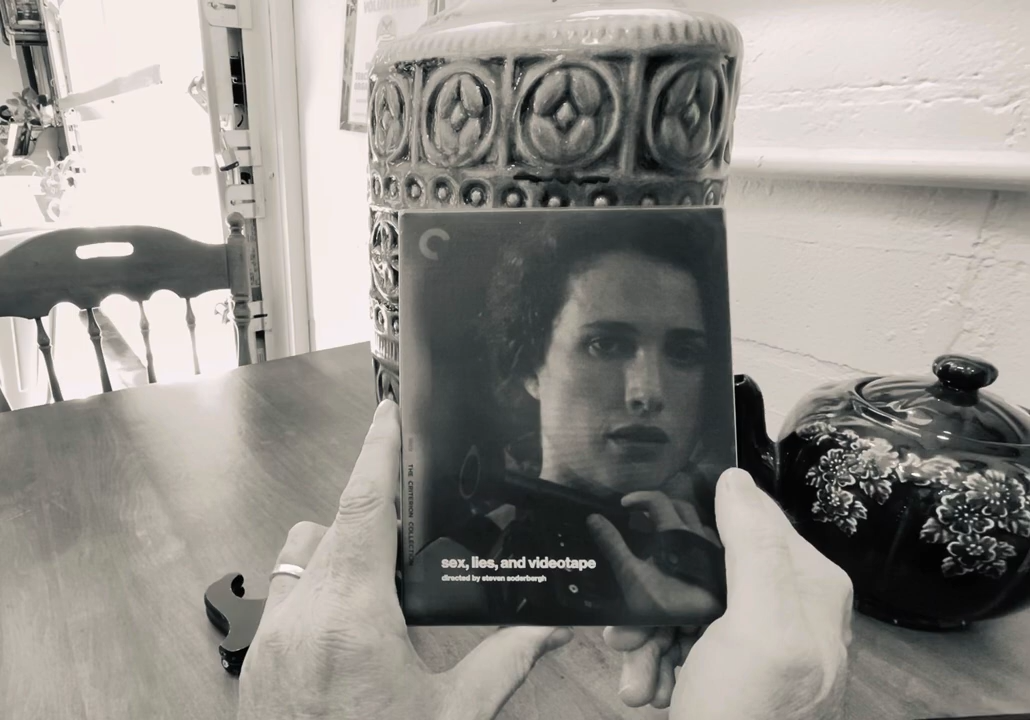 THE CRITERION COLLECTION
sex, lies, and videotape
directed by steven soderbergh